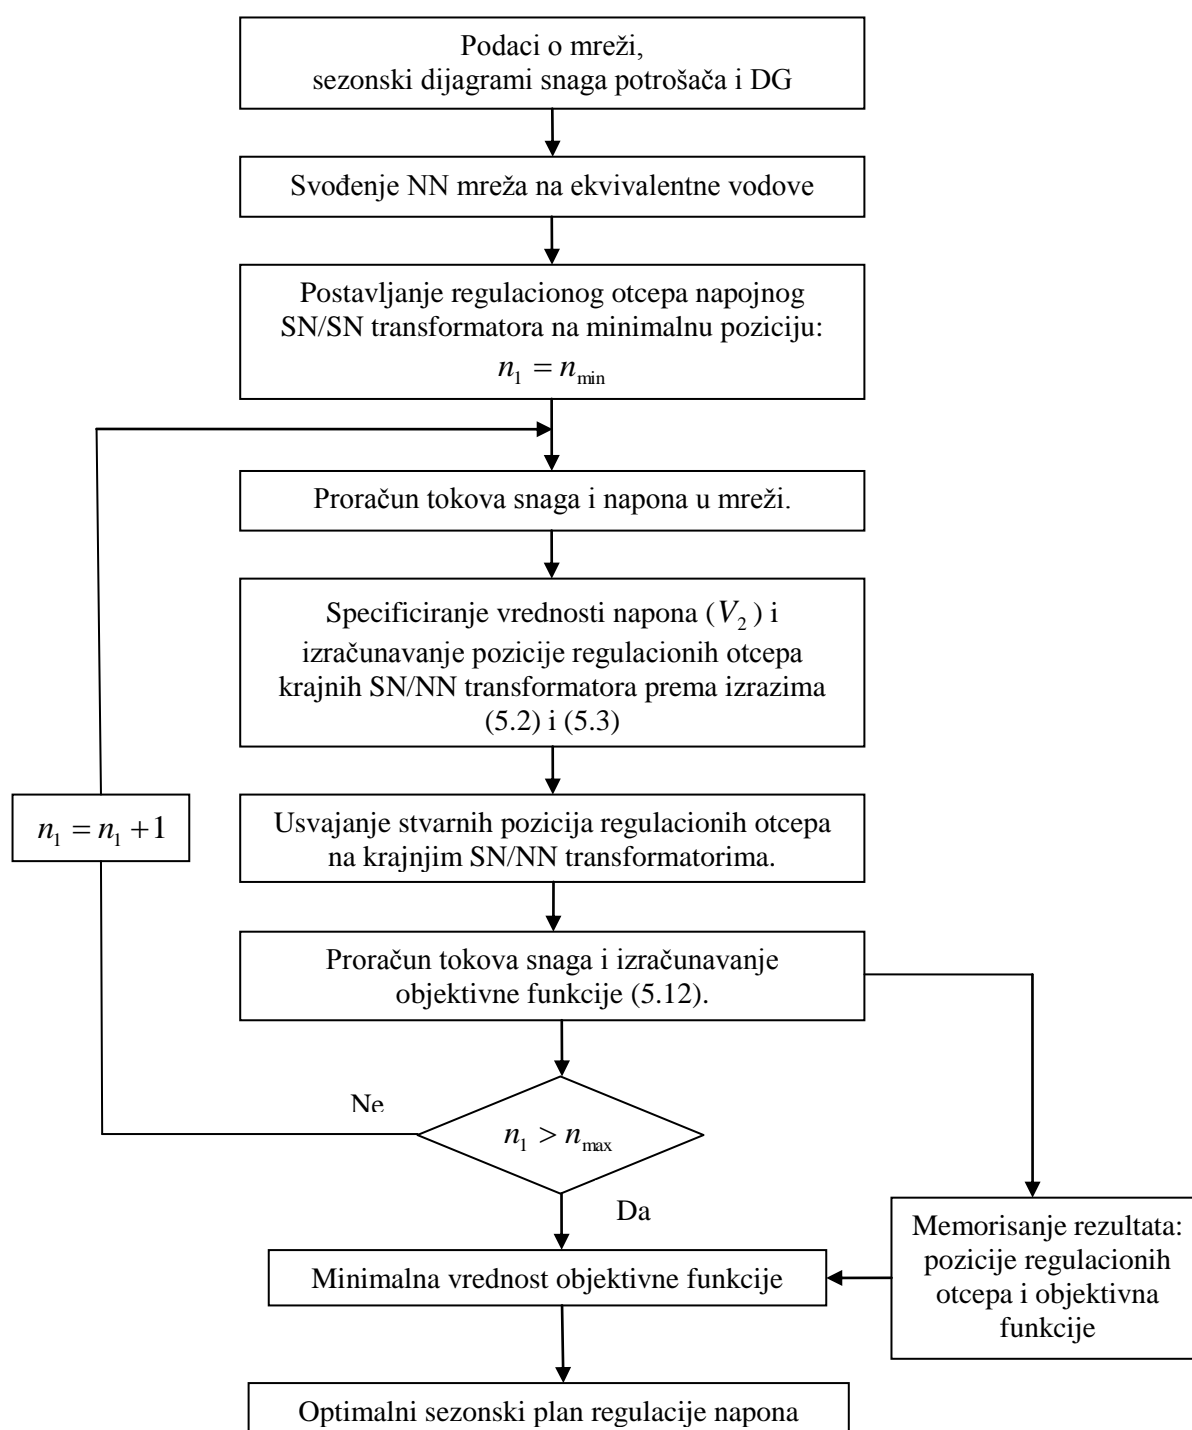 Podaci o mreži,
sezonski dijagrami snaga potrošača i DG
Svođenje NN mreža na ekvivalentne vodove
Postavljanje regulacionog otcepa napojnog
SN/SN transformatora na minimalnu poziciju:
n₁ = n_min
Proračun tokova snaga i napona u mreži.
Specificiranje vrednosti napona (V₂) i
izračunavanje pozicije regulacionih otcepa
krajnih SN/NN transformatora prema izrazima
(5.2) i (5.3)
n₁ = n₁ + 1
Usvajanje stvarnih pozicija regulacionih otcepa
na krajnjim SN/NN transformatorima.
Proračun tokova snaga i izračunavanje
objektivne funkcije (5.12).
Ne
n₁ > n_max
Da
Memorisanje rezultata:
pozicije regulacionih
otcepa i objektivna
funkcije
Minimalna vrednost objektivne funkcije
Optimalni sezonski plan regulacije napona